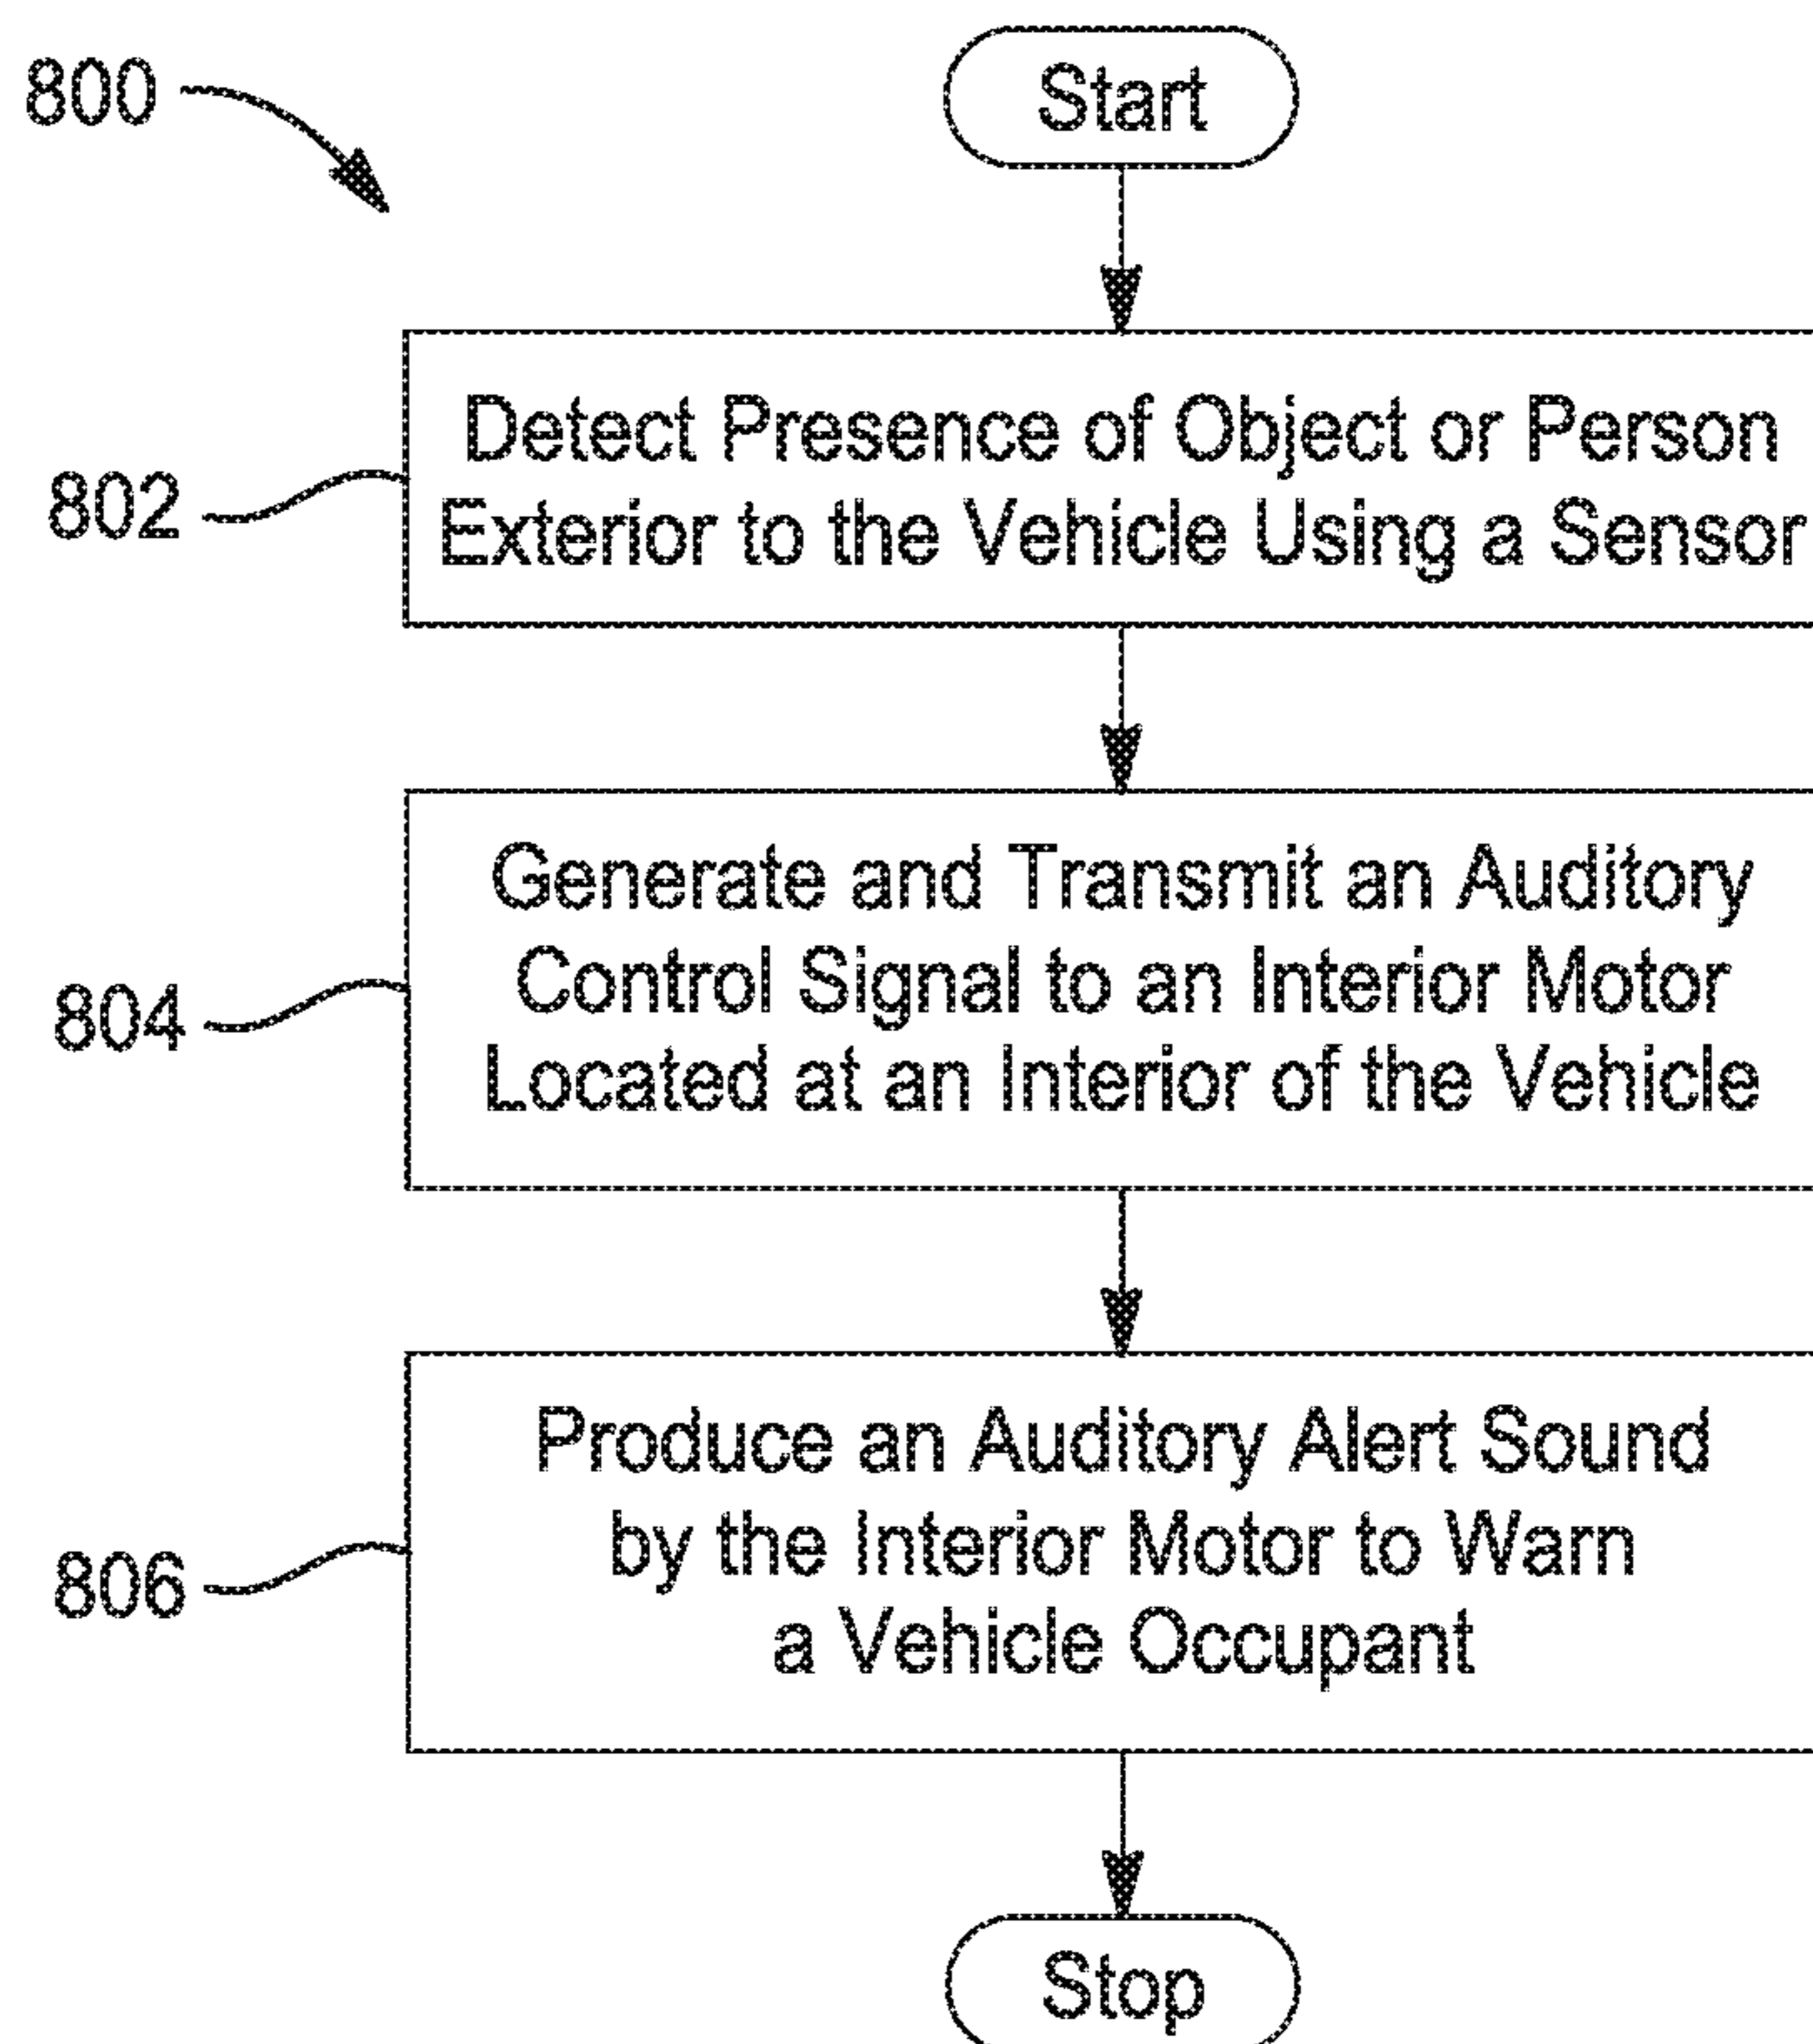 800
Start
802
Detect Presence of Object or Person
Exterior to the Vehicle Using a Sensor
804
Generate and Transmit an Auditory
Control Signal to an Interior Motor
Located at an Interior of the Vehicle
806
Produce an Auditory Alert Sound
by the Interior Motor to Warn
a Vehicle Occupant
Stop